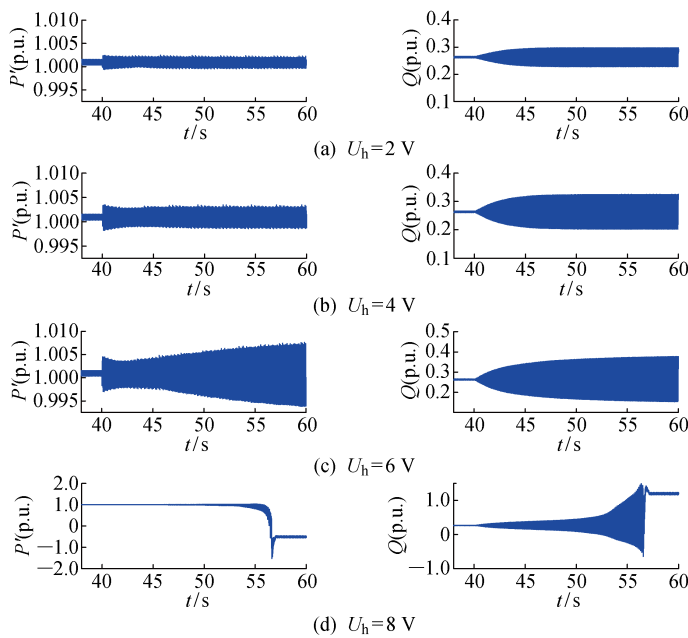 P′(p.u.)
1.010
1.005
1.000
0.995
40 45 50 55 60
t/s
Q(p.u.)
0.4
0.3
0.2
0.1
40 45 50 55 60
t/s
(a) Uh=2 V
P′(p.u.)
1.010
1.005
1.000
0.995
40 45 50 55 60
t/s
Q(p.u.)
0.4
0.3
0.2
0.1
40 45 50 55 60
t/s
(b) Uh=4 V
P′(p.u.)
1.010
1.005
1.000
0.995
40 45 50 55 60
t/s
Q(p.u.)
0.5
0.4
0.3
0.2
40 45 50 55 60
t/s
(c) Uh=6 V
P′(p.u.)
2.0
1.0
0
−1.0
−2.0
40 45 50 55 60
t/s
Q(p.u.)
1.0
0
−1.0
40 45 50 55 60
t/s
(d) Uh=8 V